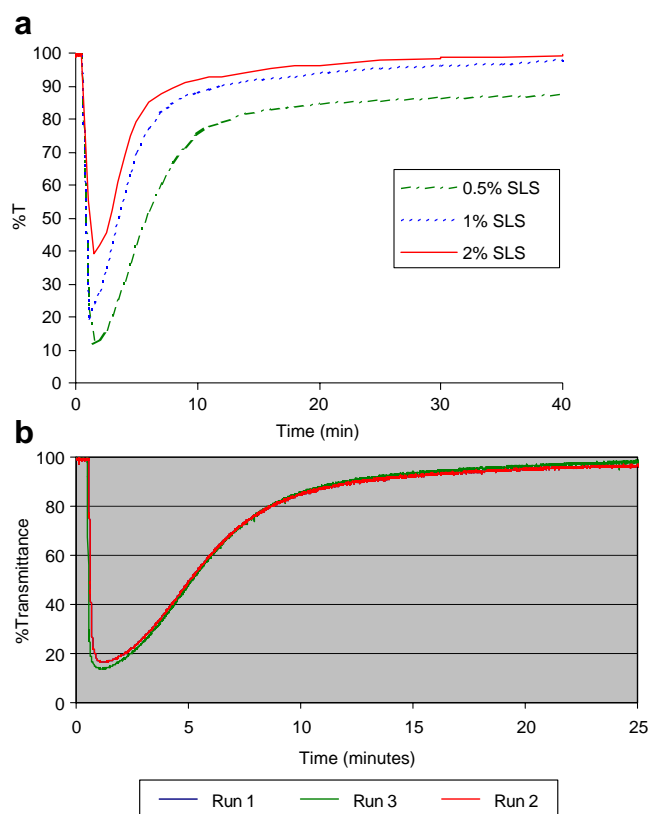 a
%T
100
90
80
70
60
50
40
30
20
10
0
0 10 20 30 40
Time (min)
0.5% SLS
1% SLS
2% SLS
b
%Transmittance
100
80
60
40
20
0
0 5 10 15 20 25
Time (minutes)
Run 1 Run 3 Run 2